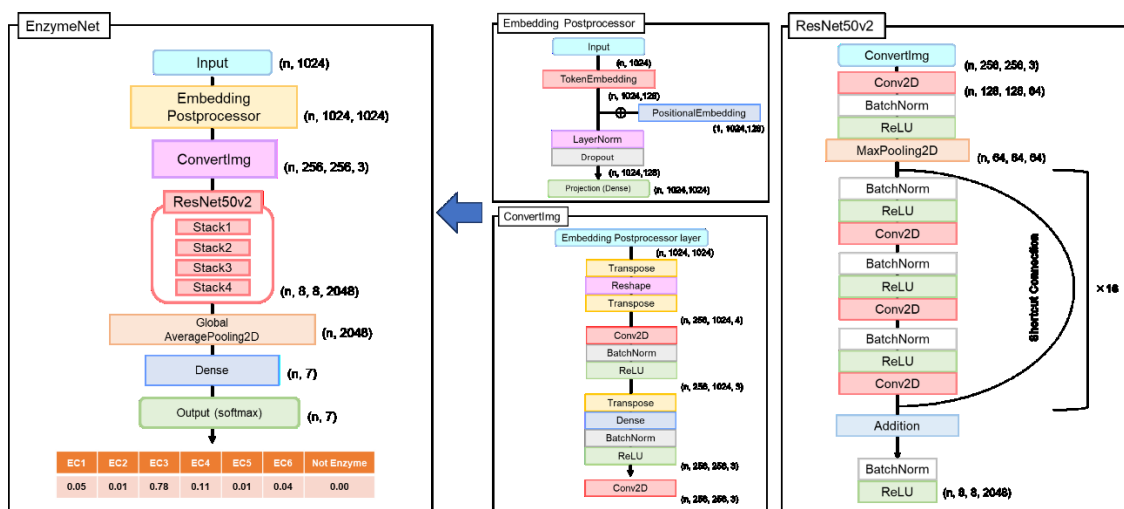 EnzymeNet
Input
(n, 1024)
Embedding
Postprocessor
(n, 1024, 1024)
ConvertImg
(n, 256, 256, 3)
ResNet50v2
Stack1
Stack2
Stack3
Stack4
(n, 8, 8, 2048)
Global
AveragePooling2D
(n, 2048)
Dense
(n, 7)
Output (softmax)
(n, 7)
EC1 EC2 EC3 EC4 EC5 EC6 Not Enzyme
0.05 0.01 0.78 0.11 0.01 0.04 0.00
Embedding Postprocessor
Input
(n, 1024)
TokenEmbedding
(n, 1024,128)
PositionalEmbedding
(1, 1024,128)
LayerNorm
Dropout
(n, 1024,128)
Projection (Dense)
(n, 1024,1024)
ConvertImg
Embedding Postprocessor layer
(n, 1024, 1024)
Transpose
Reshape
Transpose
(n, 256, 1024, 4)
Conv2D
BatchNorm
ReLU
(n, 256, 1024, 3)
Transpose
Dense
BatchNorm
ReLU
(n, 256, 256, 3)
Conv2D
(n, 256, 256, 3)
ResNet50v2
ConvertImg
(n, 256, 256, 3)
Conv2D
(n, 128, 128, 64)
BatchNorm
ReLU
MaxPooling2D
(n, 64, 64, 64)
BatchNorm
ReLU
Conv2D
BatchNorm
ReLU
Conv2D
BatchNorm
ReLU
Conv2D
Shortcut Connection
×16
Addition
BatchNorm
ReLU
(n, 8, 8, 2048)